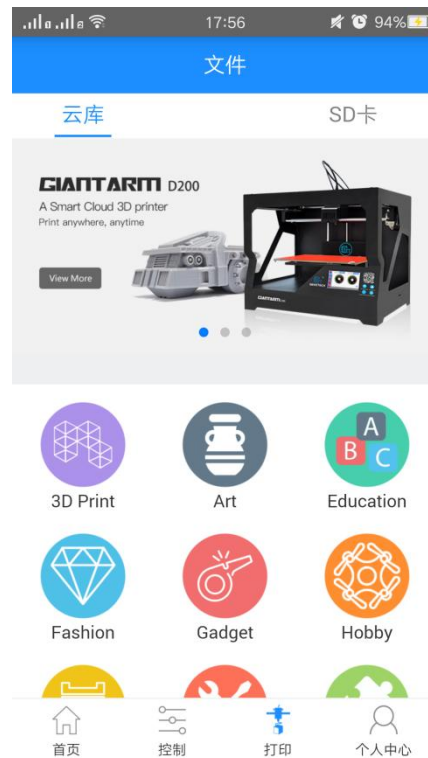 17:56
94%
文件
云库
SD卡
GIANTARM D200
A Smart Cloud 3D printer
Print anywhere, anytime
View More
GIANTARM
A
B
C
3D Print
Art
Education
Fashion
Gadget
Hobby
首页
控制
打印
个人中心